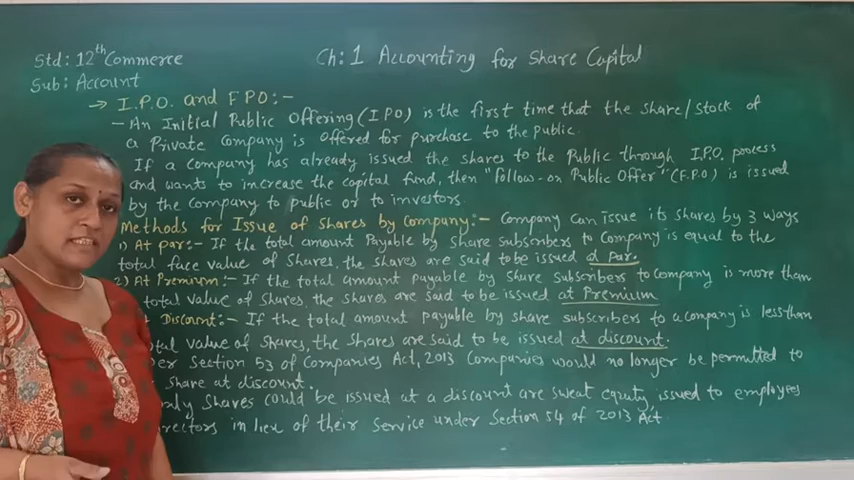 Std: 12th Commerce
Ch: 1 Accounting for Share Capital
Sub: Account
→ I.P.O. and FPO:-
- An Initial Public Offering (IPO) is the first time that the share/stock of
a Private Company is offered for purchase to the public.
If a Company has already issued the shares to the Public through I.P.O. process
and wants to increase the capital fund, then "follow-on Public Offer" (F.P.O) is issued
by the Company to public or to investors.
Methods for Issue of Shares by Company:- Company can issue its shares by 3 ways
1) At par:- If the total amount Payable by share subscribers to Company is equal to the
total face value of Shares, the shares are said to be issued at Par.
2) At Premium:- If the total amount payable by share subscribers to company is more than
total value of shares, the shares are said to be issued at Premium
Discount:- If the total amount payable by share subscribers to a company is less than
value of shares, the shares are said to be issued at discount.
Section 53 of Companies Act, 2013 Companies would no longer be permitted to
share at discount.
Shares could be issued at a discount are sweat equity, issued to employees
in lieu of their Service under Section 54 of 2013 Act.